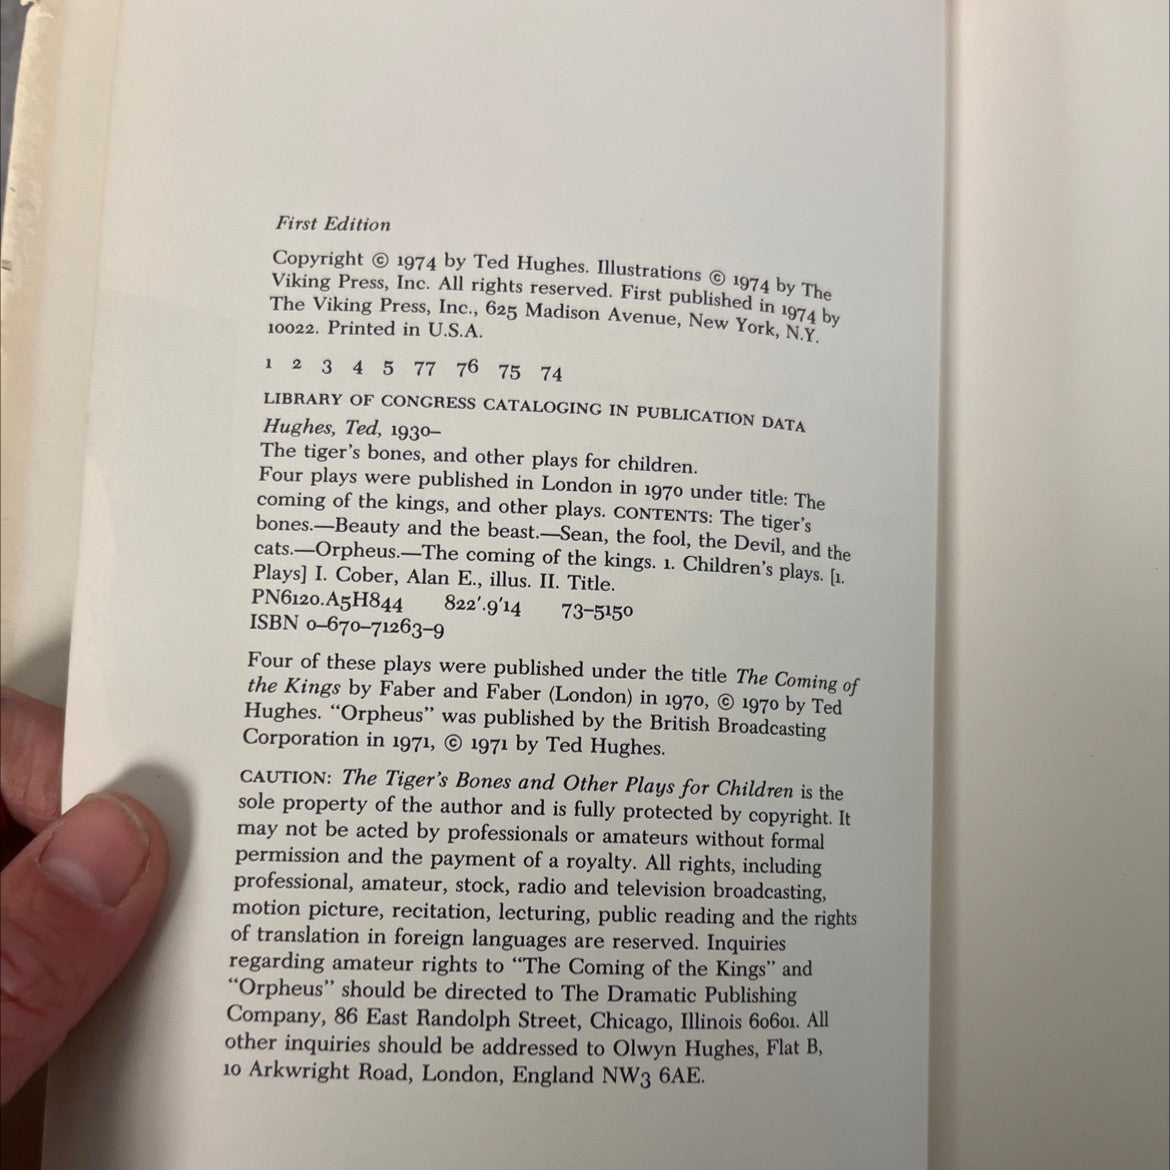 First Edition
Copyright © 1974 by Ted Hughes. Illustrations © 1974 by The
Viking Press, Inc. All rights reserved. First published in 1974 by
The Viking Press, Inc., 625 Madison Avenue, New York, N.Y.
10022. Printed in U.S.A.
1 2 3 4 5 77 76 75 74
LIBRARY OF CONGRESS CATALOGING IN PUBLICATION DATA
Hughes, Ted, 1930–
The tiger's bones, and other plays for children.
Four plays were published in London in 1970 under title: The
coming of the kings, and other plays. CONTENTS: The tiger's
bones.—Beauty and the beast.—Sean, the fool, the Devil, and the
cats.—Orpheus.—The coming of the kings. 1. Children's plays. [1.
Plays] I. Cober, Alan E., illus. II. Title.
PN6120.A5H844 822'.9'14 73–5150
ISBN 0–670–71263–9
Four of these plays were published under the title The Coming of
the Kings by Faber and Faber (London) in 1970, © 1970 by Ted
Hughes. "Orpheus" was published by the British Broadcasting
Corporation in 1971, © 1971 by Ted Hughes.
CAUTION: The Tiger's Bones and Other Plays for Children is the
sole property of the author and is fully protected by copyright. It
may not be acted by professionals or amateurs without formal
permission and the payment of a royalty. All rights, including
professional, amateur, stock, radio and television broadcasting,
motion picture, recitation, lecturing, public reading and the rights
of translation in foreign languages are reserved. Inquiries
regarding amateur rights to "The Coming of the Kings" and
"Orpheus" should be directed to The Dramatic Publishing
Company, 86 East Randolph Street, Chicago, Illinois 60601. All
other inquiries should be addressed to Olwyn Hughes, Flat B,
10 Arkwright Road, London, England NW3 6AE.